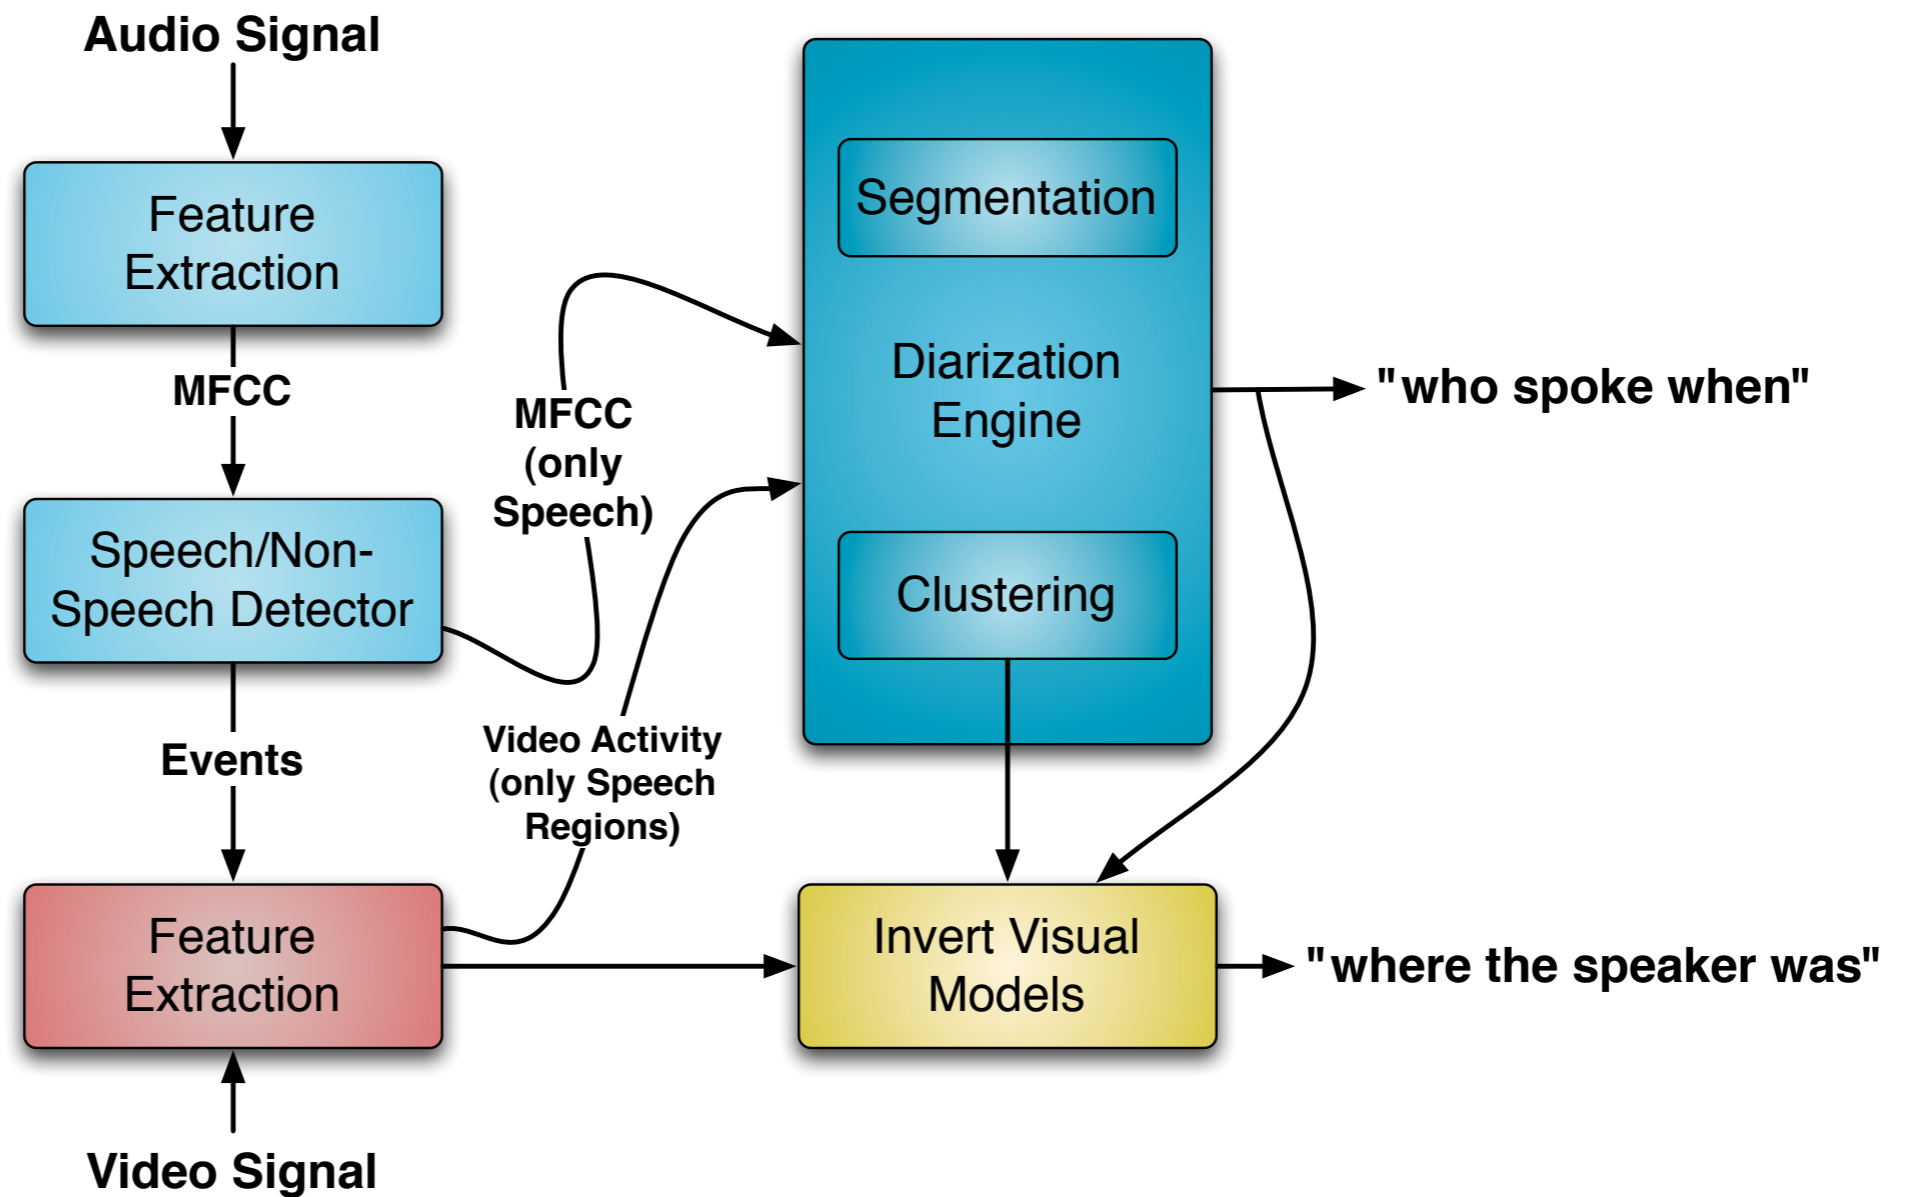 Audio Signal
Feature
Extraction
MFCC
Speech/Non-
Speech Detector
Events
Feature
Extraction
Video Signal
MFCC
(only
Speech)
Video Activity
(only Speech
Regions)
Segmentation
Diarization
Engine
Clustering
Invert Visual
Models
"who spoke when"
"where the speaker was"